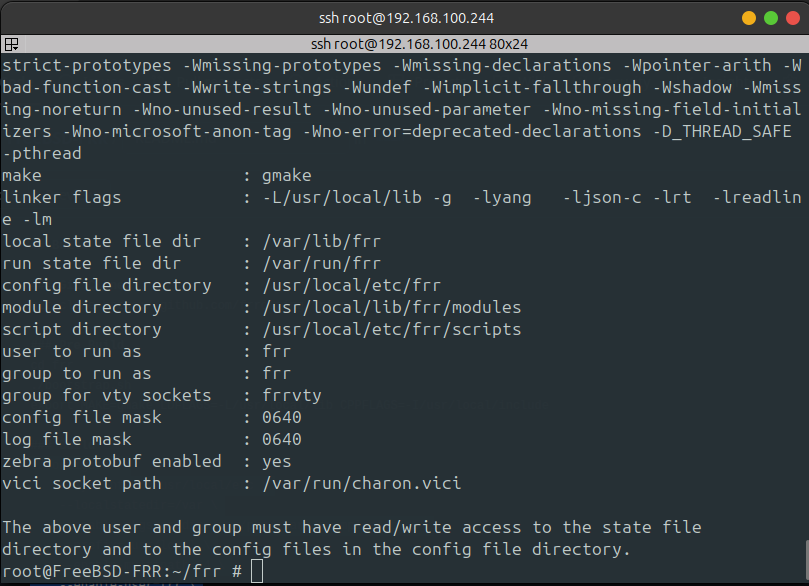 ssh root@192.168.100.244
ssh root@192.168.100.244 80x24
strict-prototypes -Wmissing-prototypes -Wmissing-declarations -Wpointer-arith -W
bad-function-cast -Wwrite-strings -Wundef -Wimplicit-fallthrough -Wshadow -Wmiss
ing-noreturn -Wno-unused-result -Wno-unused-parameter -Wno-missing-field-initial
izers -Wno-microsoft-anon-tag -Wno-error=deprecated-declarations -D_THREAD_SAFE
-pthread
make                    : gmake
linker flags            : -L/usr/local/lib -g  -lyang   -ljson-c -lrt  -lreadlin
e -lm
local state file dir    : /var/lib/frr
run state file dir      : /var/run/frr
config file directory   : /usr/local/etc/frr
module directory        : /usr/local/lib/frr/modules
script directory        : /usr/local/etc/frr/scripts
user to run as          : frr
group to run as         : frr
group for vty sockets   : frrvty
config file mask        : 0640
log file mask           : 0640
zebra protobuf enabled  : yes
vici socket path        : /var/run/charon.vici
The above user and group must have read/write access to the state file
directory and to the config files in the config file directory.
root@FreeBSD-FRR:~/frr #